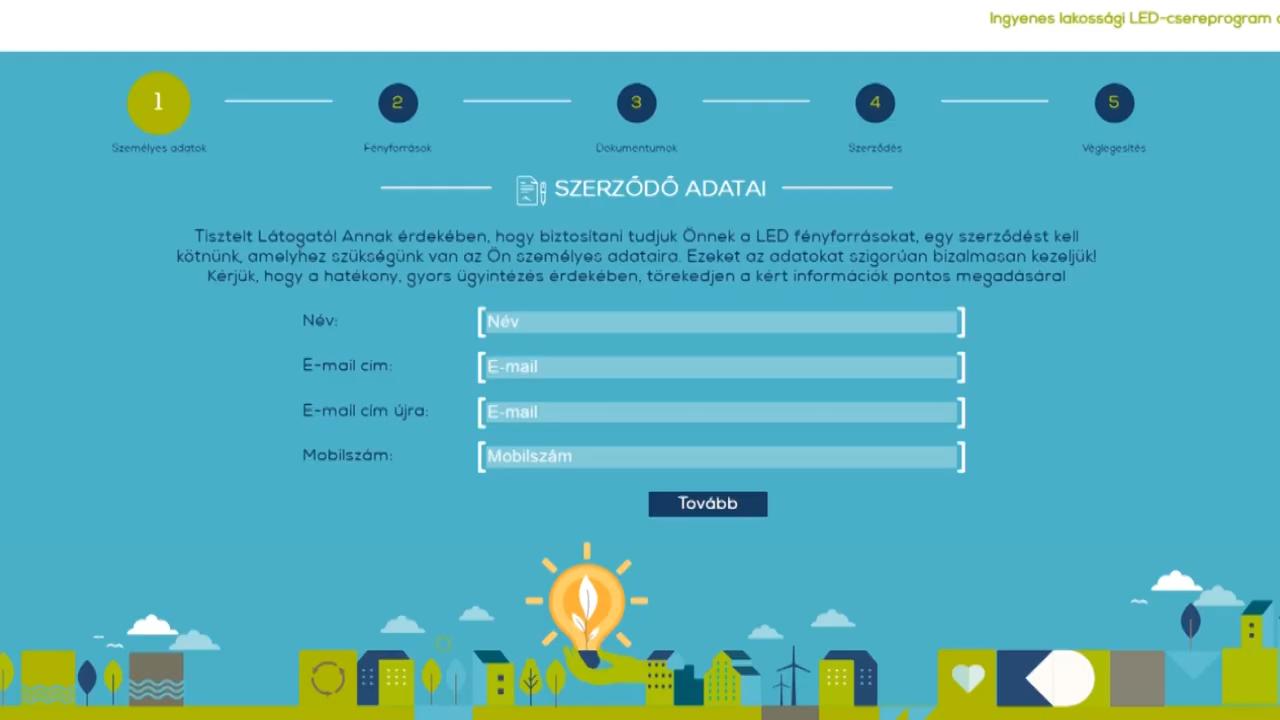 Ingyenes lakossági LED-csereprogram
1
2
3
4
5
Személyes adatok
Fényforrások
Dokumentumok
Szerződés
Véglegesítés
SZERZŐDŐ ADATAI
Tisztelt Látogató! Annak érdekében, hogy biztosítani tudjuk Önnek a LED fényforrásokat, egy szerződést kell
kötnünk, amelyhez szükségünk van az Ön személyes adataira. Ezeket az adatokat szigorúan bizalmasan kezeljük!
Kérjük, hogy a hatékony, gyors ügyintézés érdekében, törekedjen a kért információk pontos megadására!
Név:
Név
E-mail cím:
E-mail
E-mail cím újra:
E-mail
Mobilszám:
Mobilszám
Tovább